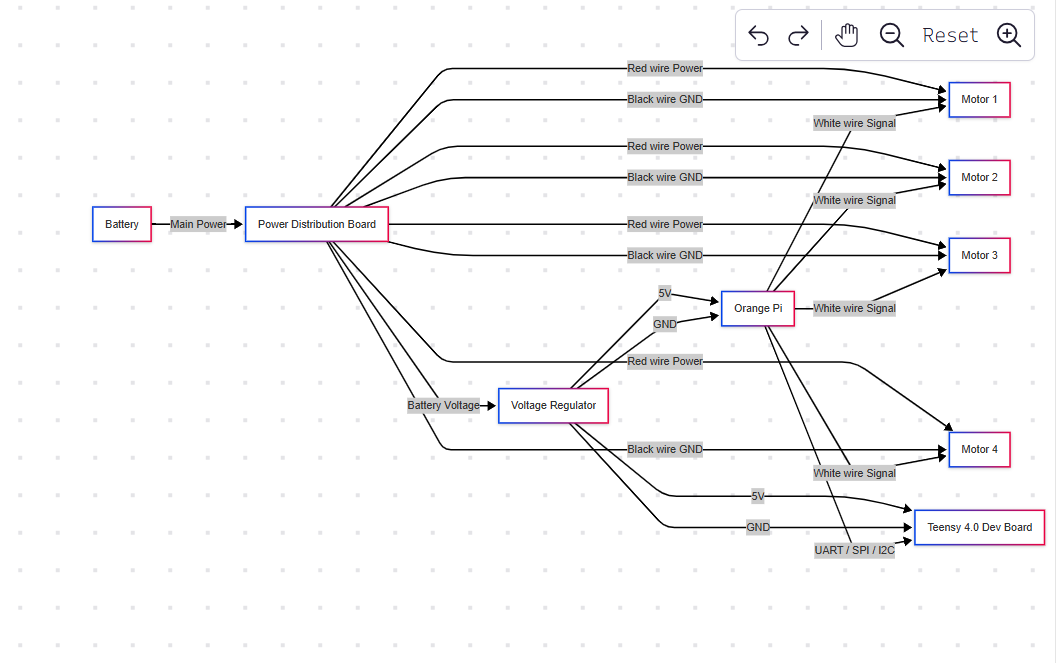 Reset
Red wire Power
Motor 1
Black wire GND
White wire Signal
Red wire Power
Motor 2
Black wire GND
White wire Signal
Battery
Main Power
Power Distribution Board
Red wire Power
Black wire GND
Motor 3
5V
Orange Pi
White wire Signal
GND
Red wire Power
Battery Voltage
Voltage Regulator
Black wire GND
Motor 4
White wire Signal
5V
GND
Teensy 4.0 Dev Board
UART / SPI / I2C